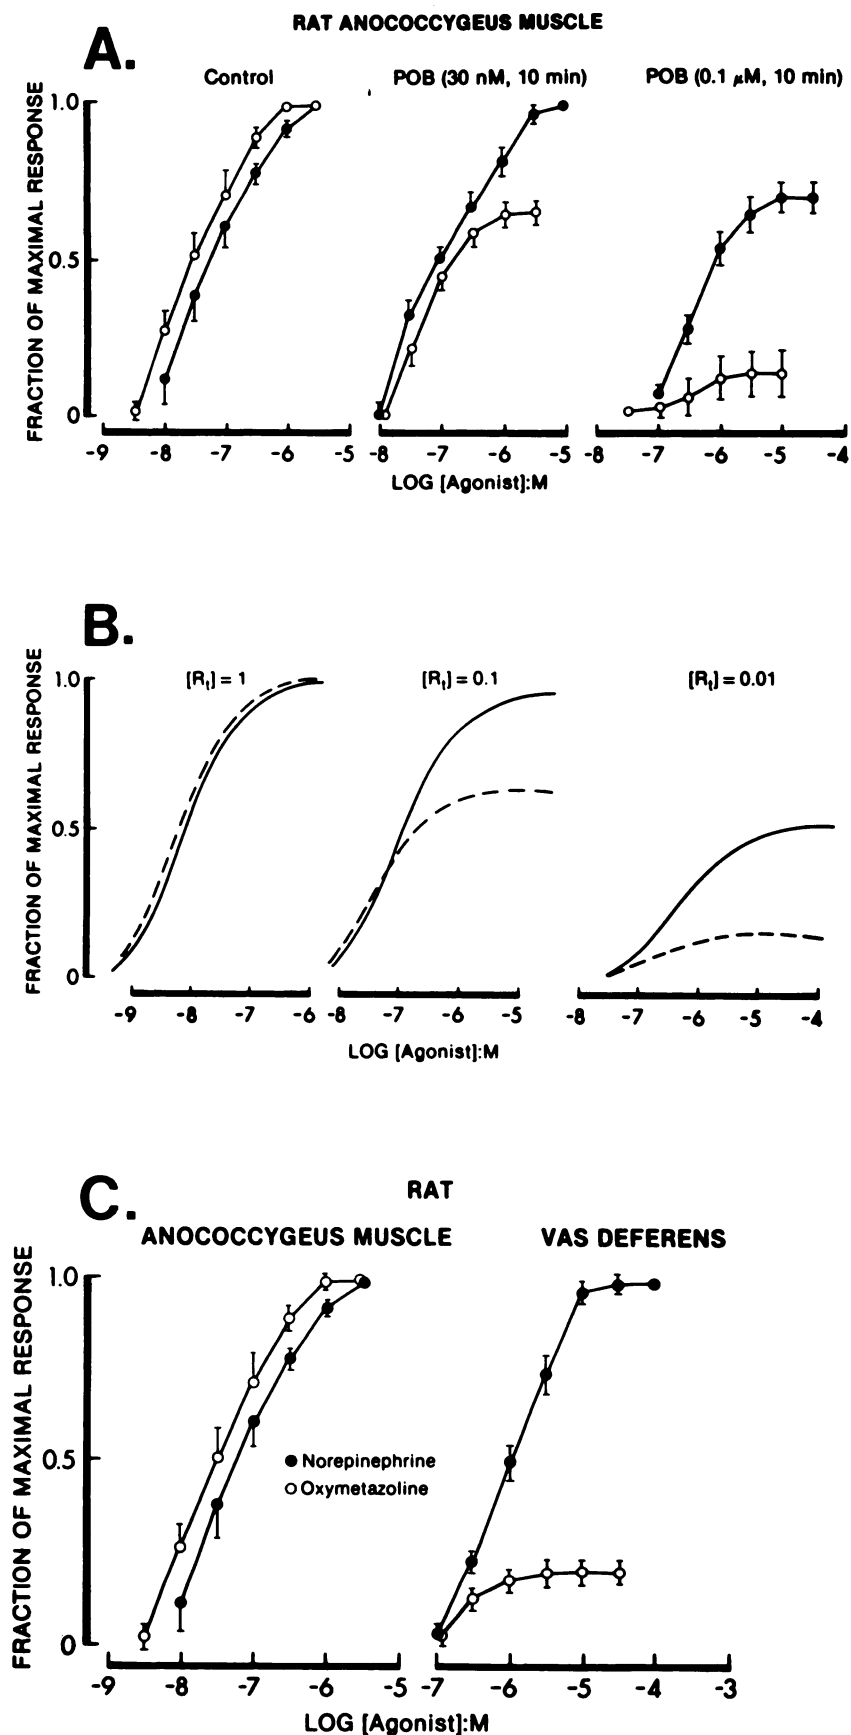 RAT ANOCOCCYGEUS MUSCLE
A.
Control
POB (30 nM, 10 min)
POB (0.1 μM, 10 min)
FRACTION OF MAXIMAL RESPONSE
1.0
0.5
0
-9 -8 -7 -6 -5
-8 -7 -6 -5
-8 -7 -6 -5 -4
LOG [Agonist]:M
B.
[Rt] = 1
[Rt] = 0.1
[Rt] = 0.01
FRACTION OF MAXIMAL RESPONSE
1.0
0.5
0
-9 -8 -7 -6
-8 -7 -6 -5
-8 -7 -6 -5 -4
LOG [Agonist]:M
C.
RAT
ANOCOCCYGEUS MUSCLE
VAS DEFERENS
FRACTION OF MAXIMAL RESPONSE
1.0
0.5
0
Norepinephrine
Oxymetazoline
-9 -8 -7 -6 -5
-7 -6 -5 -4 -3
LOG [Agonist]:M